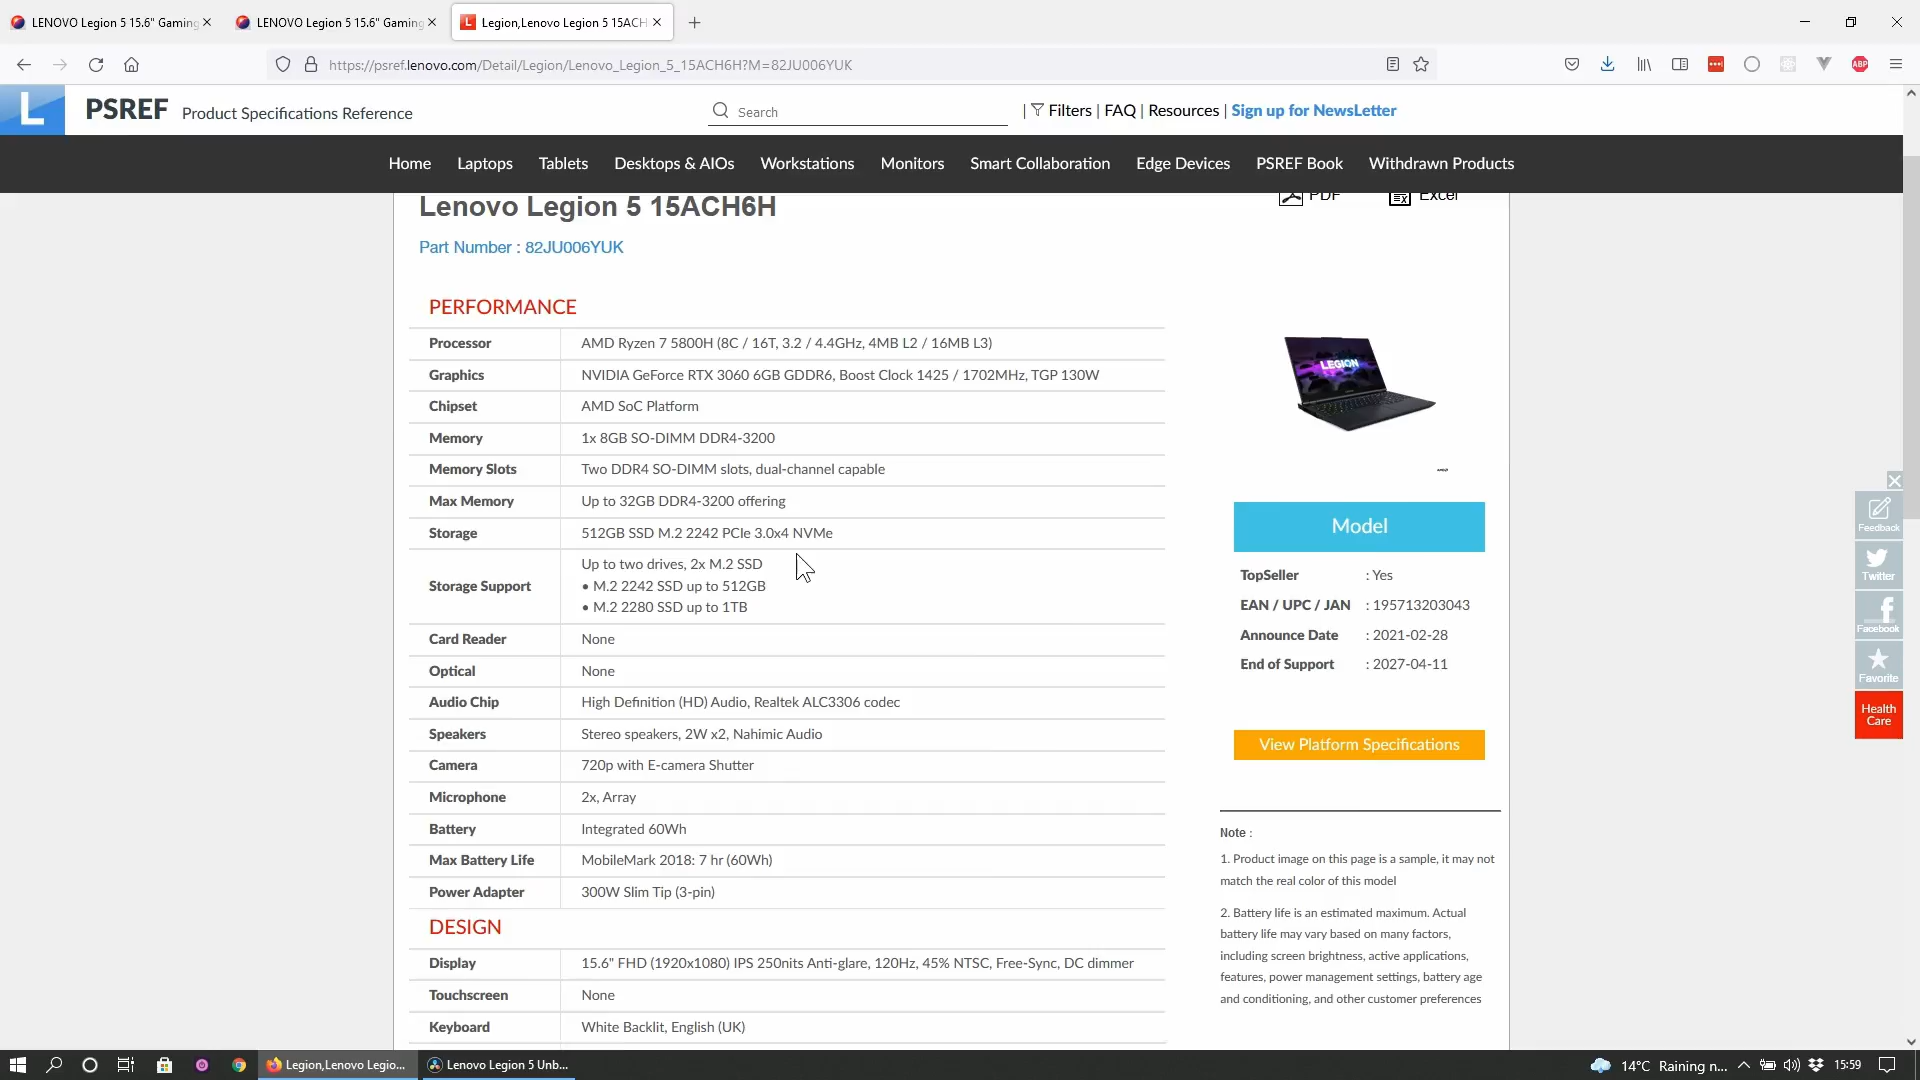 LENOVO Legion 5 15.6" Gaming
LENOVO Legion 5 15.6" Gaming
Legion,Lenovo Legion 5 15ACH
https://psref.lenovo.com/Detail/Legion/Lenovo_Legion_5_15ACH6H?M=82JU006YUK
ABP
L PSREF Product Specifications Reference
Search
| Filters | FAQ | Resources | Sign up for NewsLetter
Home Laptops Tablets Desktops & AIOs Workstations Monitors Smart Collaboration Edge Devices PSREF Book Withdrawn Products
Lenovo Legion 5 15ACH6H
PDF Excel
Part Number : 82JU006YUK
PERFORMANCE
Processor AMD Ryzen 7 5800H (8C / 16T, 3.2 / 4.4GHz, 4MB L2 / 16MB L3)
Graphics NVIDIA GeForce RTX 3060 6GB GDDR6, Boost Clock 1425 / 1702MHz, TGP 130W
Chipset AMD SoC Platform
Memory 1x 8GB SO-DIMM DDR4-3200
Memory Slots Two DDR4 SO-DIMM slots, dual-channel capable
Max Memory Up to 32GB DDR4-3200 offering
Storage 512GB SSD M.2 2242 PCIe 3.0x4 NVMe
Storage Support Up to two drives, 2x M.2 SSD
• M.2 2242 SSD up to 512GB
• M.2 2280 SSD up to 1TB
Card Reader None
Optical None
Audio Chip High Definition (HD) Audio, Realtek ALC3306 codec
Speakers Stereo speakers, 2W x2, Nahimic Audio
Camera 720p with E-camera Shutter
Microphone 2x, Array
Battery Integrated 60Wh
Max Battery Life MobileMark 2018: 7 hr (60Wh)
Power Adapter 300W Slim Tip (3-pin)
DESIGN
Display 15.6" FHD (1920x1080) IPS 250nits Anti-glare, 120Hz, 45% NTSC, Free-Sync, DC dimmer
Touchscreen None
Keyboard White Backlit, English (UK)
LEGION
AMD
Model
TopSeller : Yes
EAN / UPC / JAN : 195713203043
Announce Date : 2021-02-28
End of Support : 2027-04-11
View Platform Specifications
Note :
1. Product image on this page is a sample, it may not
match the real color of this model
2. Battery life is an estimated maximum. Actual
battery life may vary based on many factors,
including screen brightness, active applications,
features, power management settings, battery age
and conditioning, and other customer preferences
Feedback
Twitter
Facebook
Favorite
Health
Care
Legion,Lenovo Legio...
Lenovo Legion 5 Unb...
14°C Raining n...
15:59